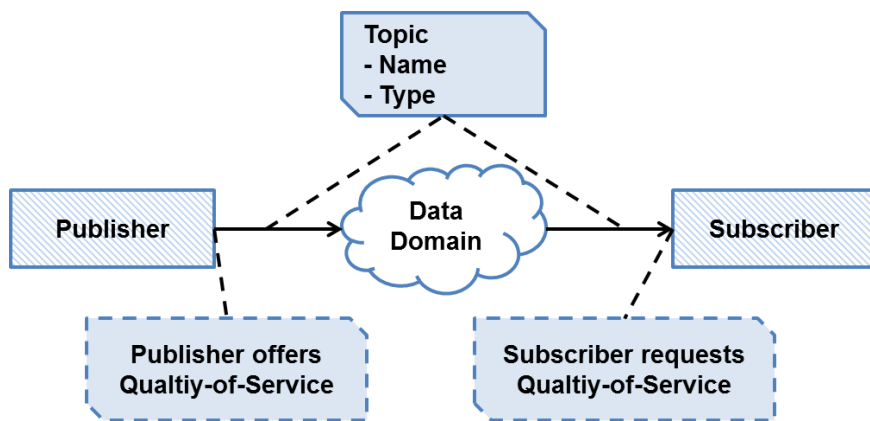 Topic
- Name
- Type
Publisher
Data
Domain
Subscriber
Publisher offers
Qualtiy-of-Service
Subscriber requests
Qualtiy-of-Service